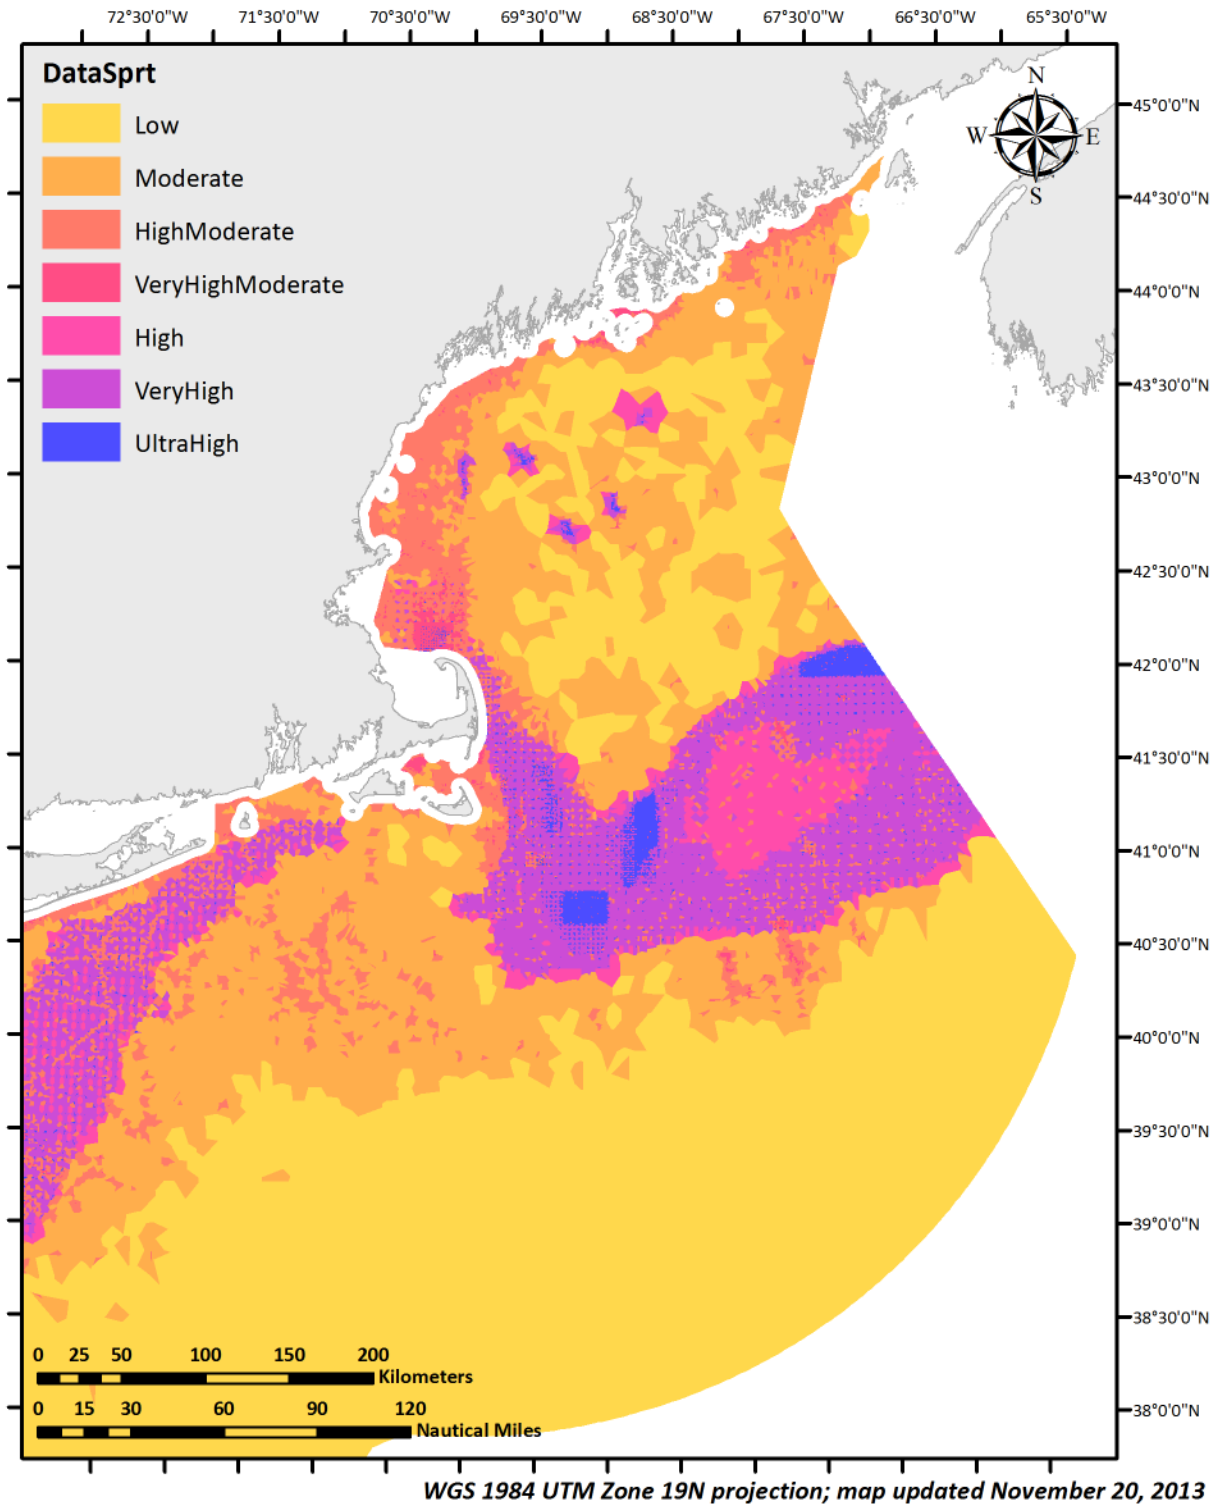 72°30'0"W 71°30'0"W 70°30'0"W 69°30'0"W 68°30'0"W 67°30'0"W 66°30'0"W 65°30'0"W
DataSprt
Low
Moderate
HighModerate
VeryHighModerate
High
VeryHigh
UltraHigh
N
W E
S
45°0'0"N
44°30'0"N
44°0'0"N
43°30'0"N
43°0'0"N
42°30'0"N
42°0'0"N
41°30'0"N
41°0'0"N
40°30'0"N
40°0'0"N
39°30'0"N
39°0'0"N
38°30'0"N
38°0'0"N
0 25 50 100 150 200
Kilometers
0 15 30 60 90 120
Nautical Miles
WGS 1984 UTM Zone 19N projection; map updated November 20, 2013